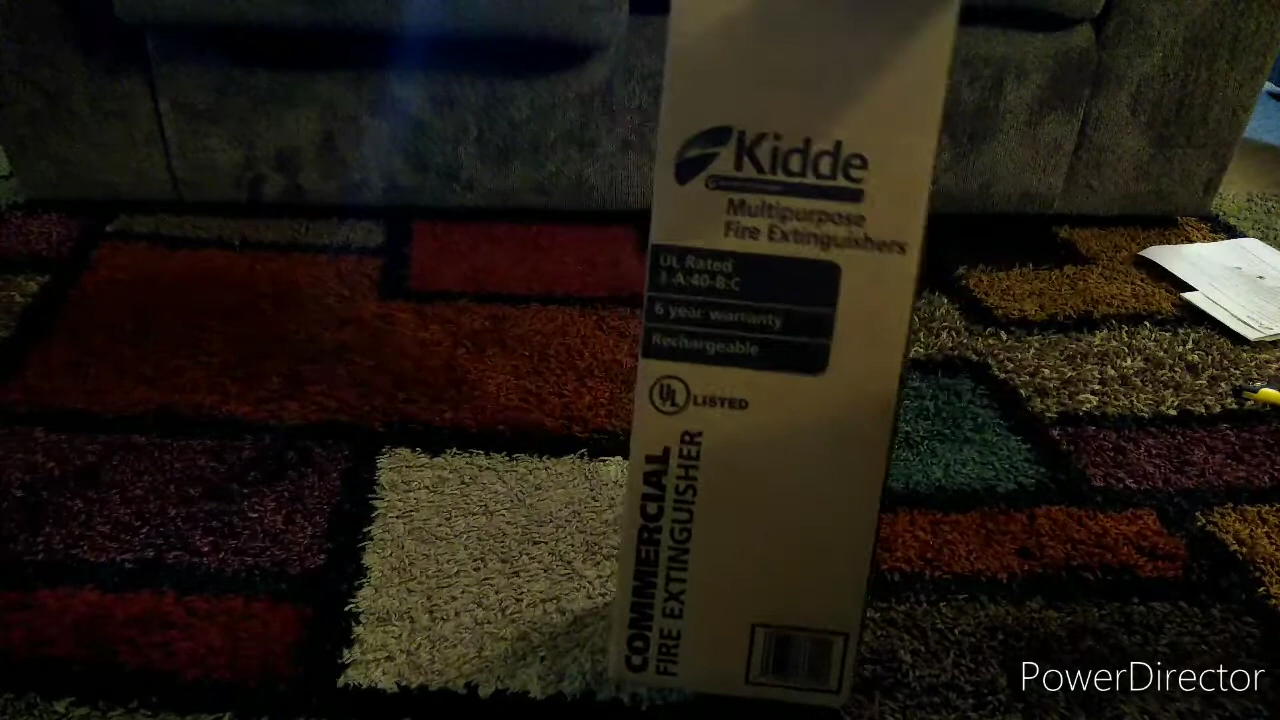 Kidde
Multipurpose
Fire Extinguishers
UL Rated
1-A:40-B:C
6 year warranty
Rechargeable
UL LISTED
COMMERCIAL
FIRE EXTINGUISHER
PowerDirector